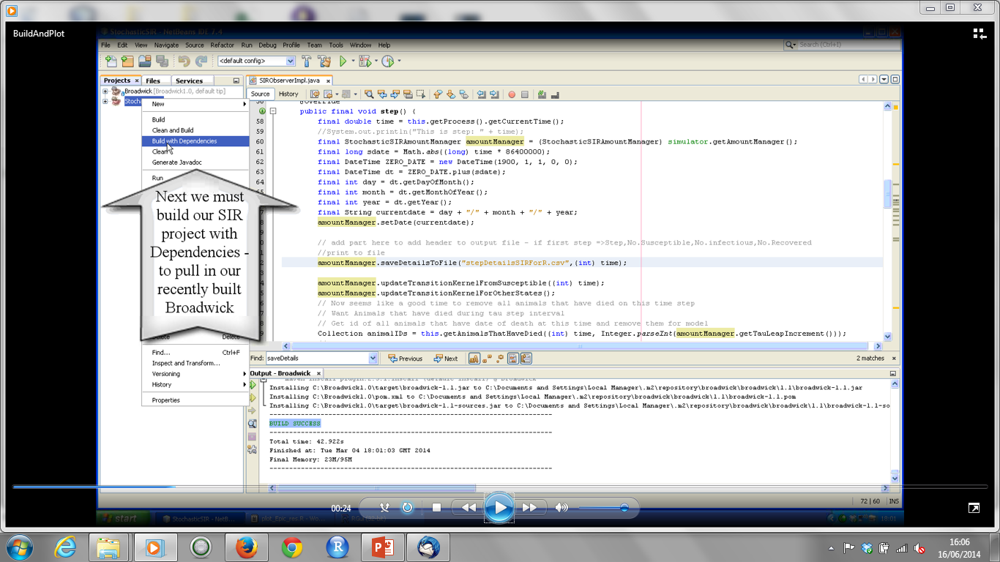 BuildAndPlot
StochasticSIR - NetBeans IDE 7.4
File Edit View Navigate Source Refactor Run Debug Profile Team Tools Window Help
<default config>
Search (Ctrl+I)
Projects × Files Services
SIRObserverImpl.java ×
Broadwick [Broadwick1.0, default tip]
Source History
New
Build
Clean and Build
Build with Dependencies
Clean
Generate Javadoc
Run
Next we must
build our SIR
project with
Dependencies -
to pull in our
recently built
Broadwick
Delete Delete
Find... Ctrl+F
Inspect and Transform...
Versioning
History
Properties
@Override
public final void step() {
58 final double time = this.getProcess().getCurrentTime();
59 //System.out.println("This is step: " + time);
60 final StochasticSIRAmountManager amountManager = (StochasticSIRAmountManager) simulator.getAmountManager();
61 final long sdate = Math.abs((long) time * 86400000);
62 final DateTime ZERO_DATE = new DateTime(1900, 1, 1, 0, 0);
63 final DateTime dt = ZERO_DATE.plus(sdate);
64 final int day = dt.getDayOfMonth();
final int month = dt.getMonthOfYear();
final int year = dt.getYear();
final String currentdate = day + "/" + month + "/" + year;
amountManager.setDate(currentdate);
// add part here to add header to output file - if first step =>Step,No.Susceptible,No.infectious,No.Recovered
//print to file
amountManager.saveDetailsToFile("stepDetailsSIRForR.csv",(int) time);
amountManager.updateTransitionKernelFromSusceptible((int) time);
amountManager.updateTransitionKernelForOtherStates();
// Now seems like a good time to remove all animals that have died on this time step
// Want Animals that have died during tau step interval
// Get id of all animals that have date of death at this time and remove them for model
Collection animalIDs = this.getAnimalsThatHaveDied((int) time, Integer.parseInt(amountManager.getTauLeapIncrement()));
Find: saveDetails Previous Next 2 matches ×
Output - Broadwick ×
Installing C:\Broadwick1.0\target\broadwick-1.1.jar to C:\Documents and Settings\Local Manager\.m2\repository\broadwick\broadwick\1.1\broadwick-1.1.jar
Installing C:\Broadwick1.0\pom.xml to C:\Documents and Settings\Local Manager\.m2\repository\broadwick\broadwick\1.1\broadwick-1.1.pom
Installing C:\Broadwick1.0\target\broadwick-1.1-sources.jar to C:\Documents and Settings\Local Manager\.m2\repository\broadwick\broadwick\1.1\broadwick-1.1-so
BUILD SUCCESS
Total time: 42.922s
Finished at: Tue Mar 04 18:01:03 GMT 2014
Final Memory: 23M/95M
72 | 60 INS
00:24
start StochasticSIR - NetB... plot_Epic_res.R - Wo... 18:01
16:06
16/06/2014